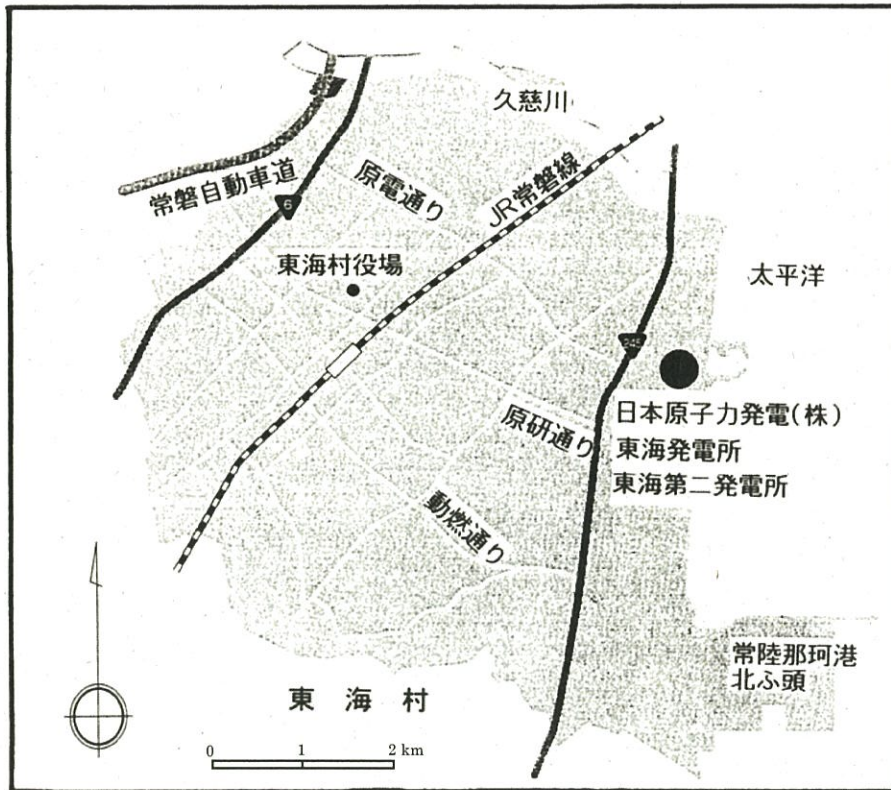 久慈川
常磐自動車道
6
原電通り
JR常磐線
東海村役場
太平洋
245
日本原子力発電(株)
東海発電所
東海第二発電所
原研通り
動燃通り
常陸那珂港
北ふ頭
東海村
0 1 2 km